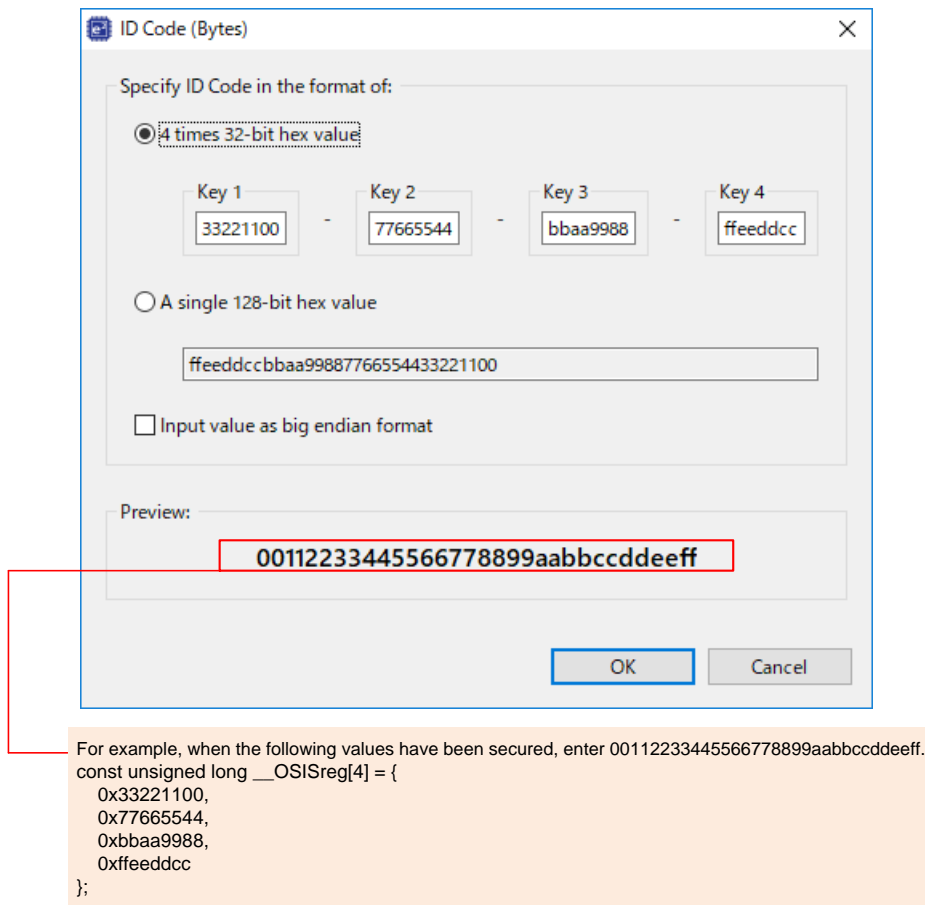 ID Code (Bytes)
Specify ID Code in the format of:
4 times 32-bit hex value
Key 1 Key 2 Key 3 Key 4
33221100 - 77665544 - bbaa9988 - ffeeddcc
A single 128-bit hex value
ffeeddccbbaa99887766554433221100
Input value as big endian format
Preview:
00112233445566778899aabbccddeeff
OK Cancel
For example, when the following values have been secured, enter 00112233445566778899aabbccddeeff.
const unsigned long __OSISreg[4] = {
0x33221100,
0x77665544,
0xbbaa9988,
0xffeeddcc
};